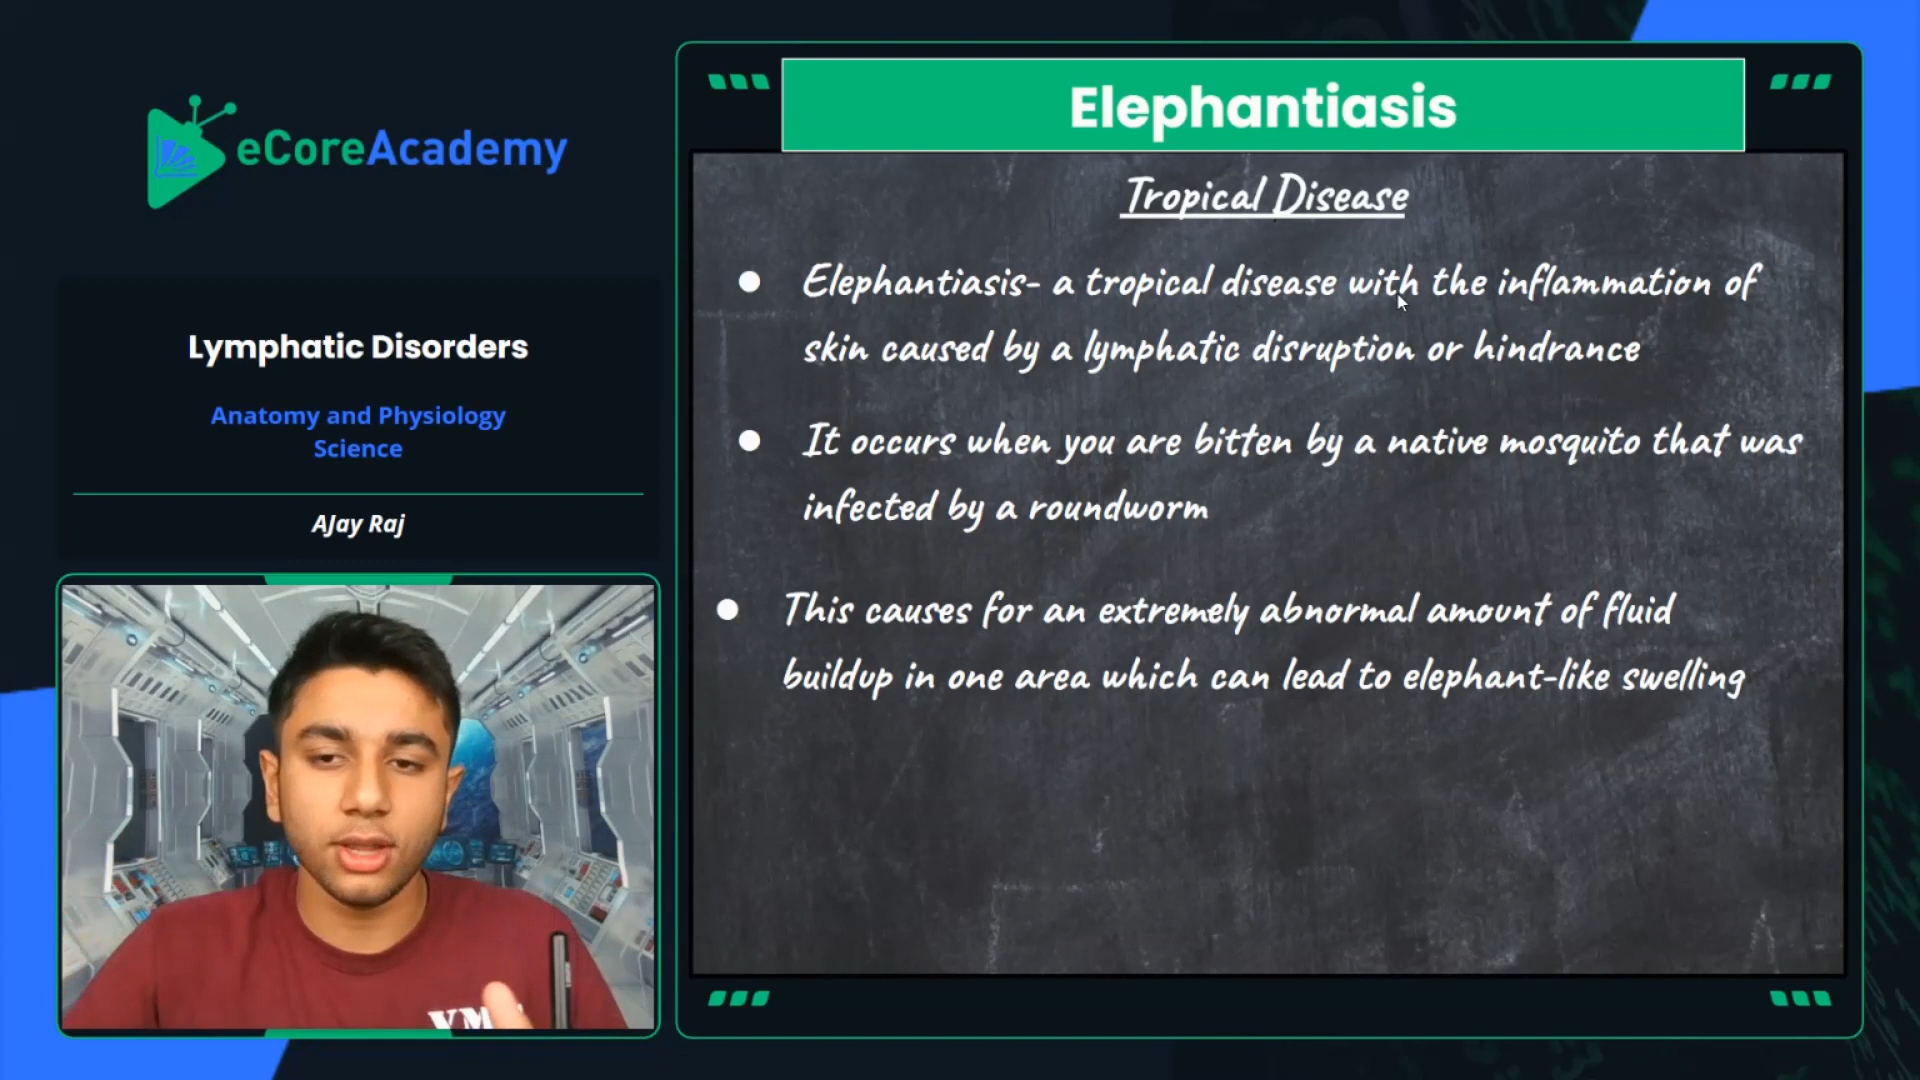 eCoreAcademy
Lymphatic Disorders
Anatomy and Physiology
Science
AJay Raj
Elephantiasis
Tropical Disease
● Elephantiasis- a tropical disease with the inflammation of
skin caused by a lymphatic disruption or hindrance
● It occurs when you are bitten by a native mosquito that was
infected by a roundworm
● This causes for an extremely abnormal amount of fluid
buildup in one area which can lead to elephant-like swelling